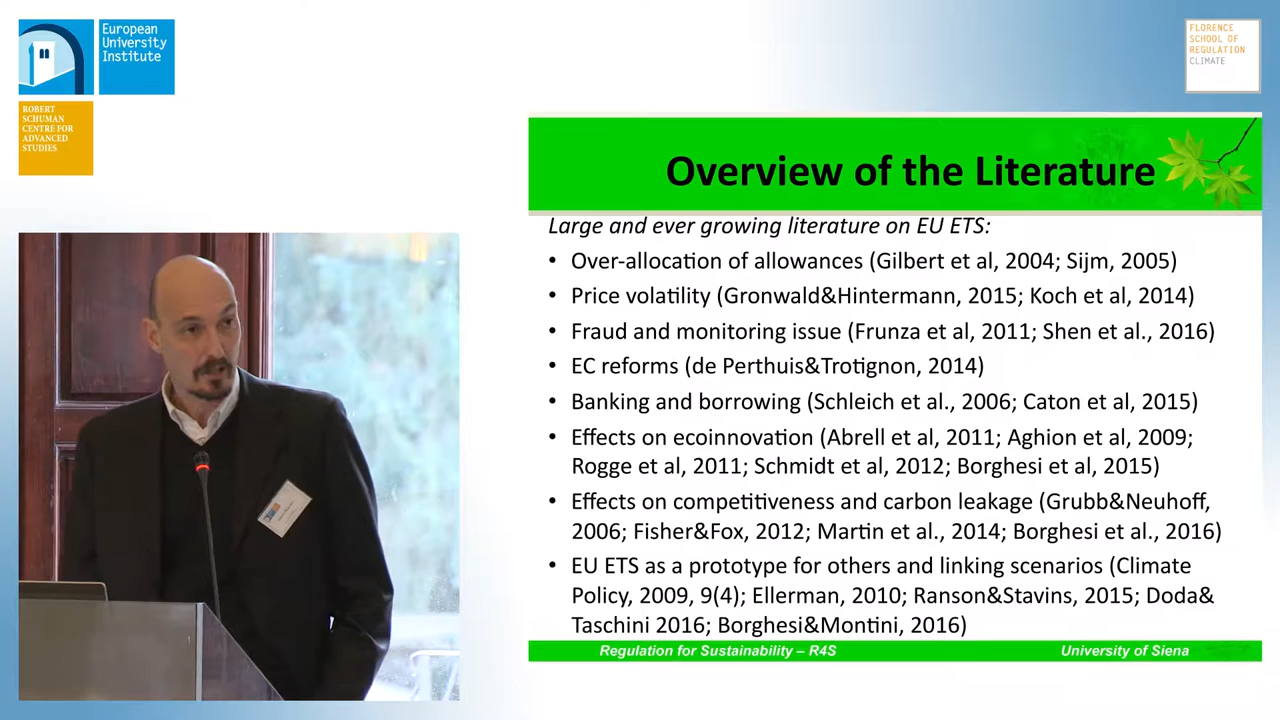 European
University
Institute
ROBERT
SCHUMAN
CENTRE FOR
ADVANCED
STUDIES
FLORENCE
SCHOOL OF
REGULATION
CLIMATE
Overview of the Literature
Large and ever growing literature on EU ETS:
• Over-allocation of allowances (Gilbert et al, 2004; Sijm, 2005)
• Price volatility (Gronwald&Hintermann, 2015; Koch et al, 2014)
• Fraud and monitoring issue (Frunza et al, 2011; Shen et al., 2016)
• EC reforms (de Perthuis&Trotignon, 2014)
• Banking and borrowing (Schleich et al., 2006; Caton et al, 2015)
• Effects on ecoinnovation (Abrell et al, 2011; Aghion et al, 2009;
Rogge et al, 2011; Schmidt et al, 2012; Borghesi et al, 2015)
• Effects on competitiveness and carbon leakage (Grubb&Neuhoff,
2006; Fisher&Fox, 2012; Martin et al., 2014; Borghesi et al., 2016)
• EU ETS as a prototype for others and linking scenarios (Climate
Policy, 2009, 9(4); Ellerman, 2010; Ranson&Stavins, 2015; Doda&
Taschini 2016; Borghesi&Montini, 2016)
Regulation for Sustainability – R4S
University of Siena